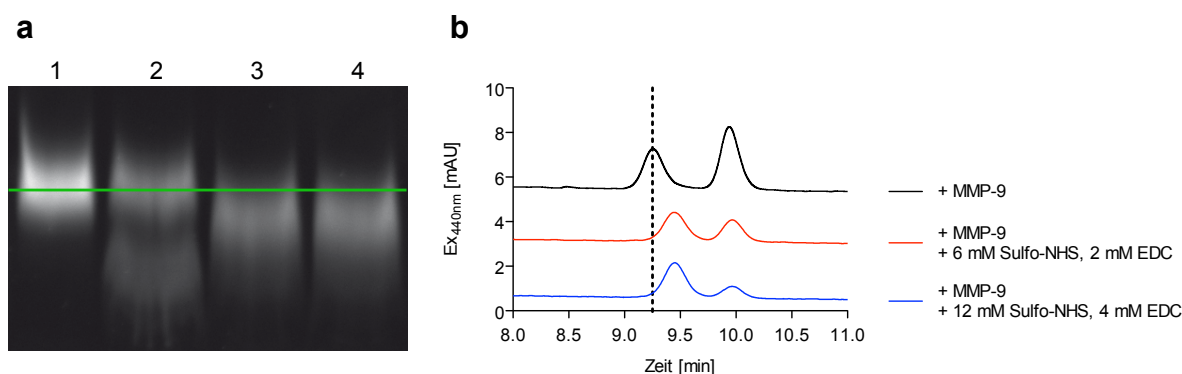 a
1 2 3 4
b
10
8
6
4
2
0
Ex440nm [mAU]
8.0 8.5 9.0 9.5 10.0 10.5 11.0
Zeit [min]
+ MMP-9
+ MMP-9
+ 6 mM Sulfo-NHS, 2 mM EDC
+ MMP-9
+ 12 mM Sulfo-NHS, 4 mM EDC